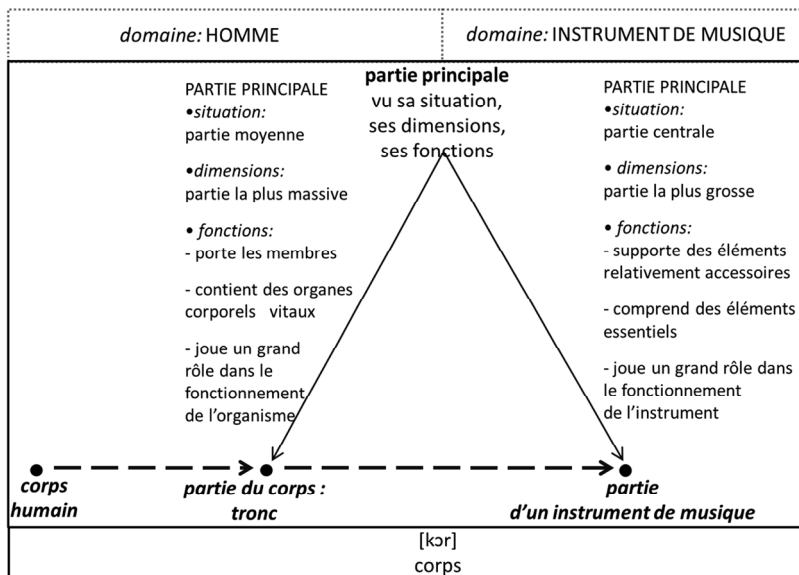 domaine: HOMME
domaine: INSTRUMENT DE MUSIQUE
PARTIE PRINCIPALE
•situation:
partie moyenne
•dimensions:
partie la plus massive
• fonctions:
- porte les membres
- contient des organes
corporels vitaux
- joue un grand
rôle dans le
fonctionnement
de l’organisme
partie principale
vu sa situation,
ses dimensions,
ses fonctions
PARTIE PRINCIPALE
•situation:
partie centrale
• dimensions:
partie la plus grosse
• fonctions:
- supporte des éléments
relativement accessoires
- comprend des éléments
essentiels
- joue un grand rôle dans
le fonctionnement
de l’instrument
corps
humain
partie du corps :
tronc
partie
d’un instrument de musique
[kɔr]
corps